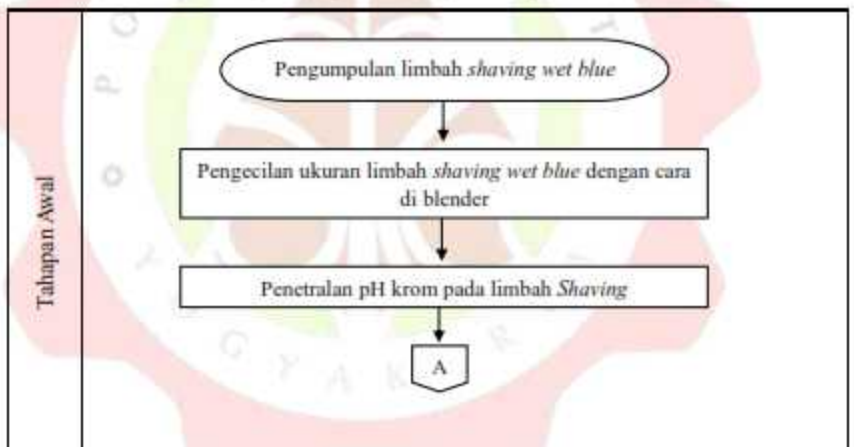 Tahapan Awal
Pengumpulan limbah shaving wet blue
Pengecilan ukuran limbah shaving wet blue dengan cara
di blender
Penetralan pH krom pada limbah Shaving
A